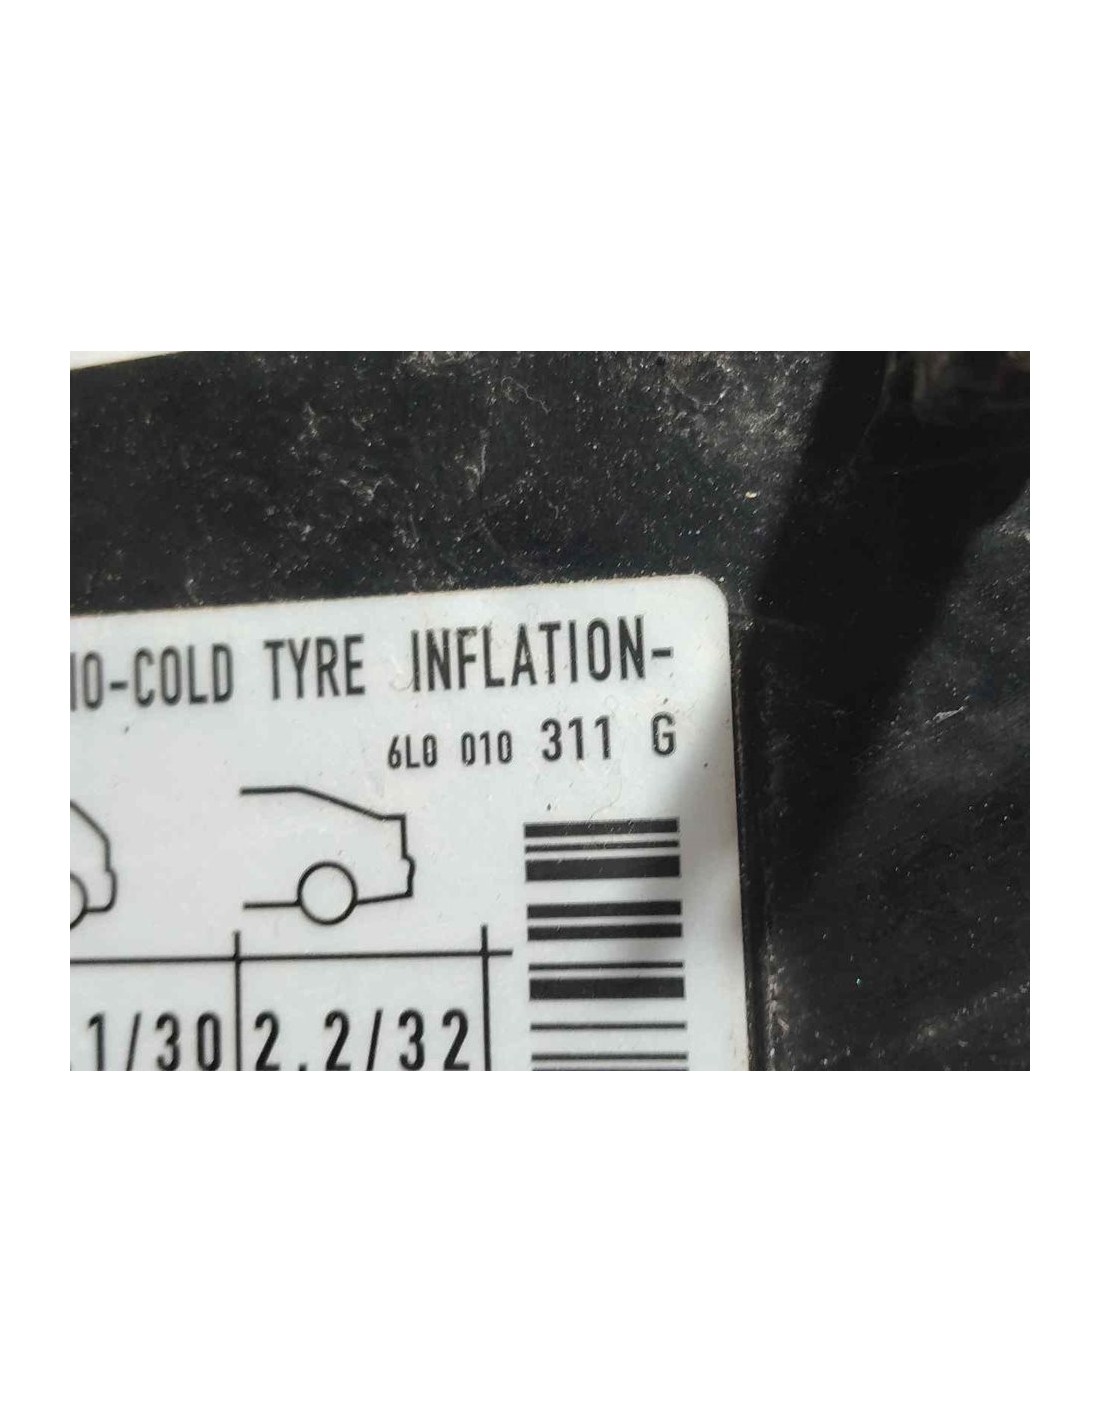 IO-COLD TYRE INFLATION-
6L0 010 311 G
.1/30 2.2/32